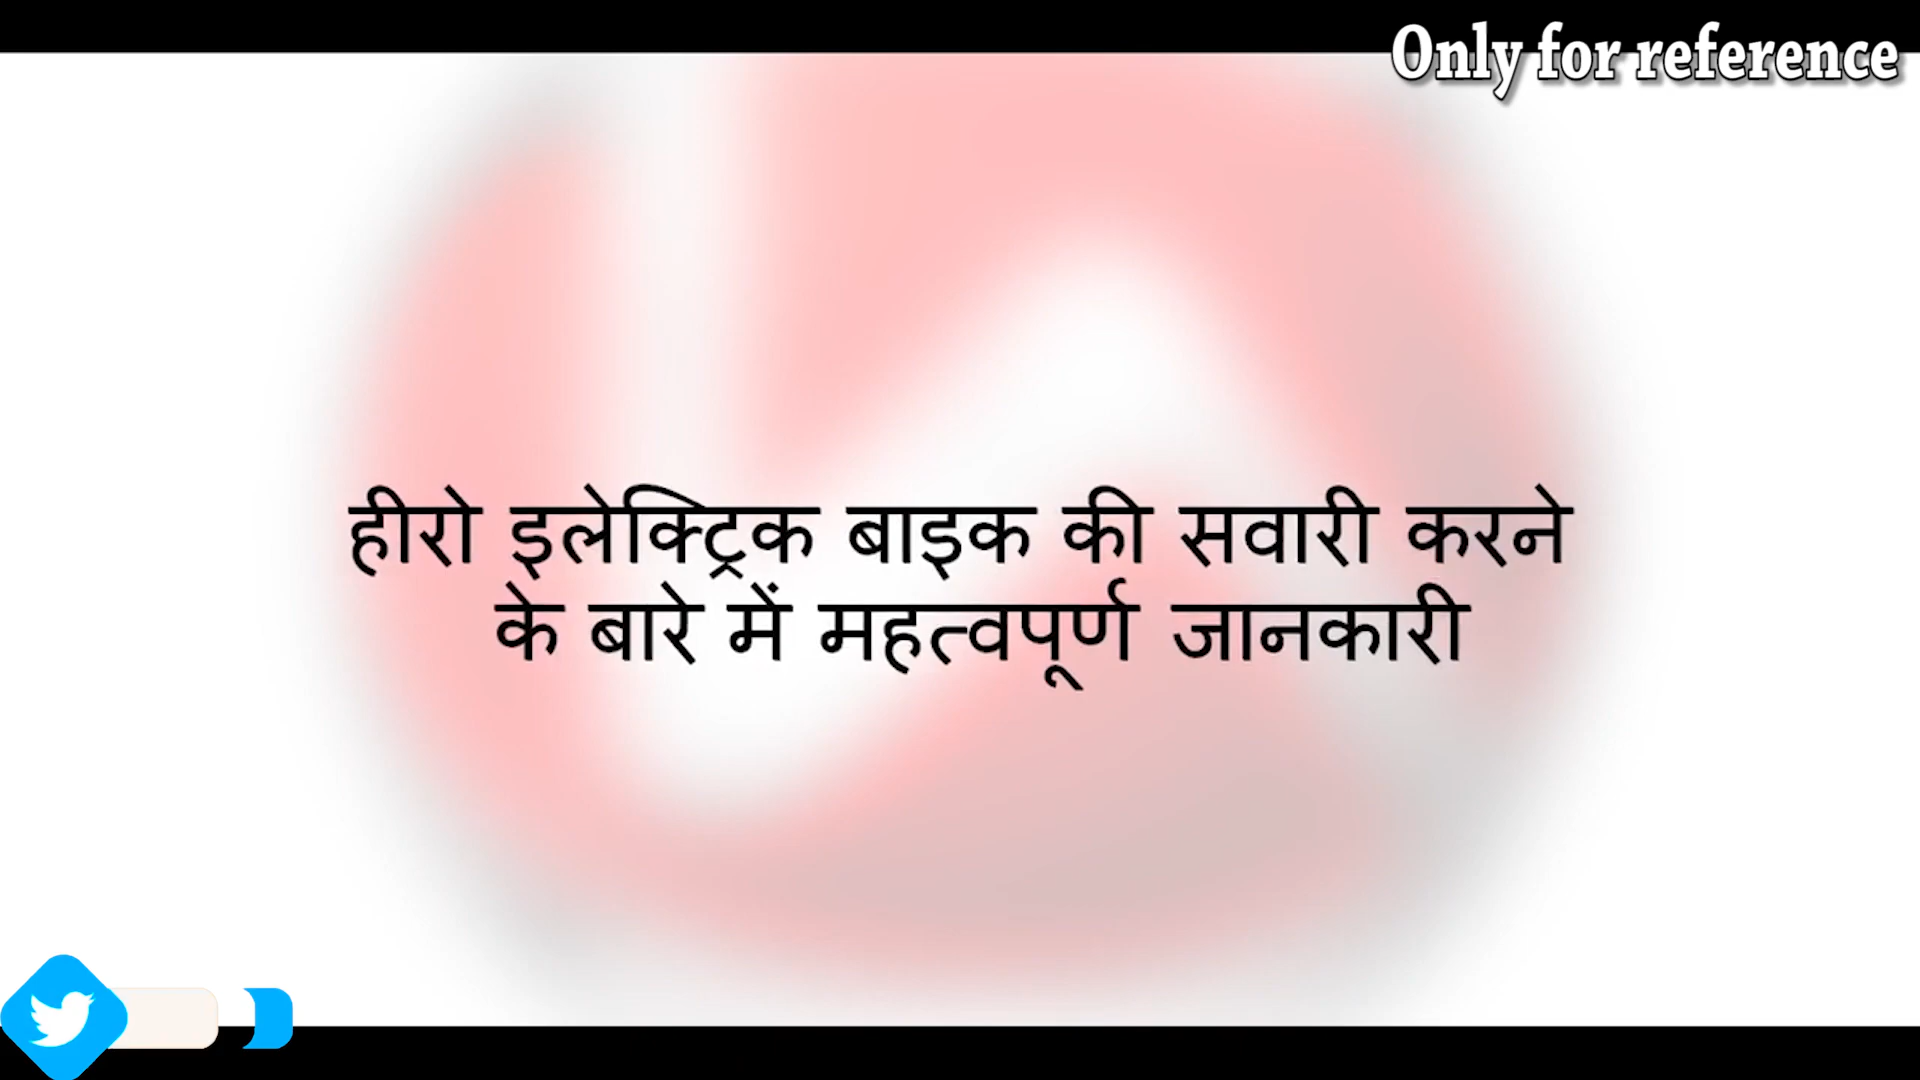 Only for reference
हीरो इलेक्ट्रिक बाइक की सवारी करने
के बारे में महत्वपूर्ण जानकारी